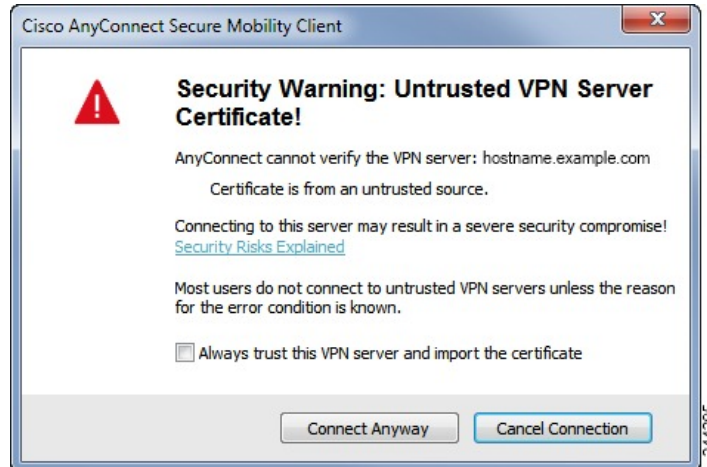 Cisco AnyConnect Secure Mobility Client
Security Warning: Untrusted VPN Server
Certificate!
AnyConnect cannot verify the VPN server: hostname.example.com
Certificate is from an untrusted source.
Connecting to this server may result in a severe security compromise!
Security Risks Explained
Most users do not connect to untrusted VPN servers unless the reason
for the error condition is known.
Always trust this VPN server and import the certificate
Connect Anyway
Cancel Connection